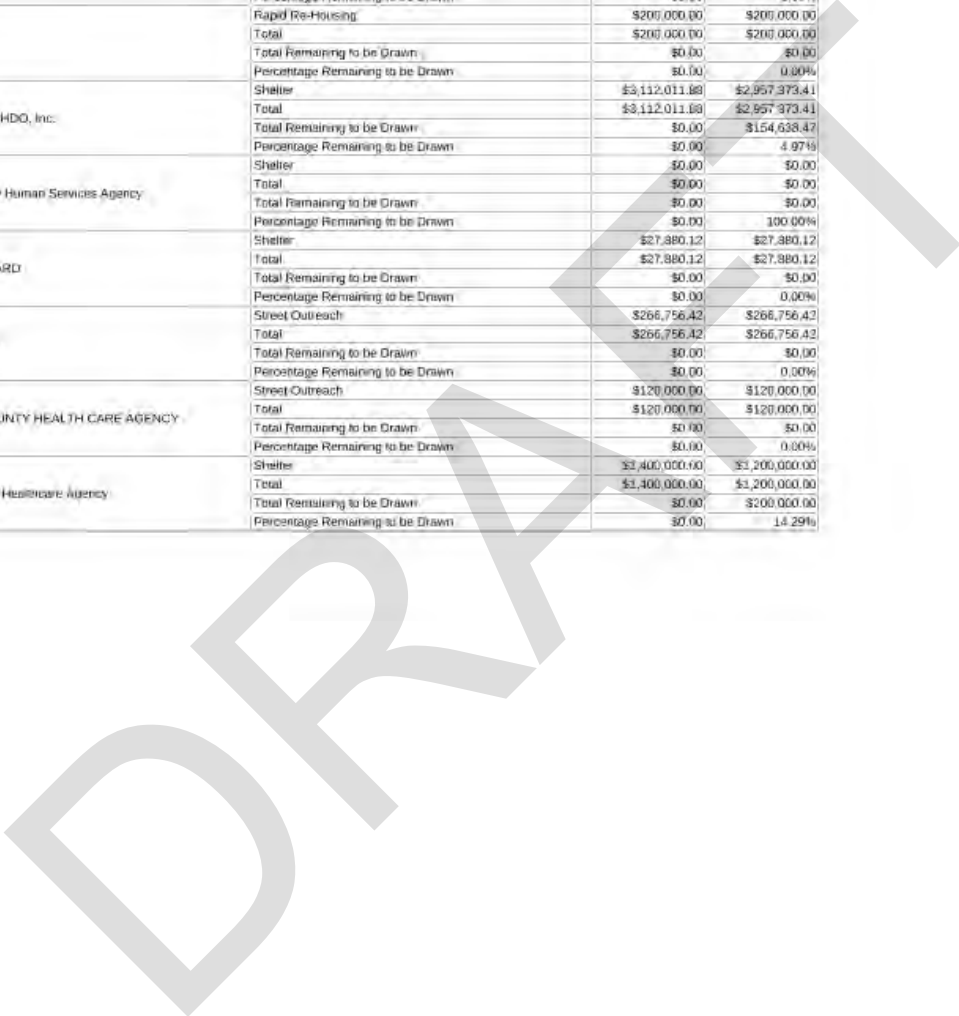 Rapid Re-Housing $200,000.00 $200,000.00
Total $200,000.00 $200,000.00
Total Remaining to be Drawn $0.00 $0.00
Percentage Remaining to be Drawn $0.00 0.00%
Shelter $3,112,011.88 $2,957,373.41
HDO, Inc. Total $3,112,011.88 $2,957,373.41
Total Remaining to be Drawn $0.00 $154,638.47
Percentage Remaining to be Drawn $0.00 4.97%
Shelter $0.00 $0.00
Human Services Agency Total $0.00 $0.00
Total Remaining to be Drawn $0.00 $0.00
Percentage Remaining to be Drawn $0.00 100.00%
Shelter $27,880.12 $27,880.12
ARD Total $27,880.12 $27,880.12
Total Remaining to be Drawn $0.00 $0.00
Percentage Remaining to be Drawn $0.00 0.00%
Street Outreach $266,756.42 $266,756.42
Total $266,756.42 $266,756.42
Total Remaining to be Drawn $0.00 $0.00
Percentage Remaining to be Drawn $0.00 0.00%
Street Outreach $120,000.00 $120,000.00
UNTY HEALTH CARE AGENCY Total $120,000.00 $120,000.00
Total Remaining to be Drawn $0.00 $0.00
Percentage Remaining to be Drawn $0.00 0.00%
Shelter $1,400,000.00 $1,200,000.00
Healthcare Agency Total $1,400,000.00 $1,200,000.00
Total Remaining to be Drawn $0.00 $200,000.00
Percentage Remaining to be Drawn $0.00 14.29%
DRAFT